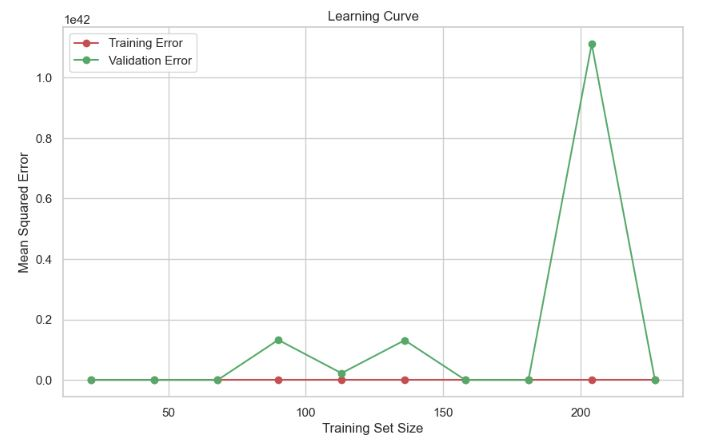 Learning Curve
1e42
Training Error
Validation Error
1.0
0.8
0.6
0.4
0.2
0.0
Mean Squared Error
50
100
150
200
Training Set Size